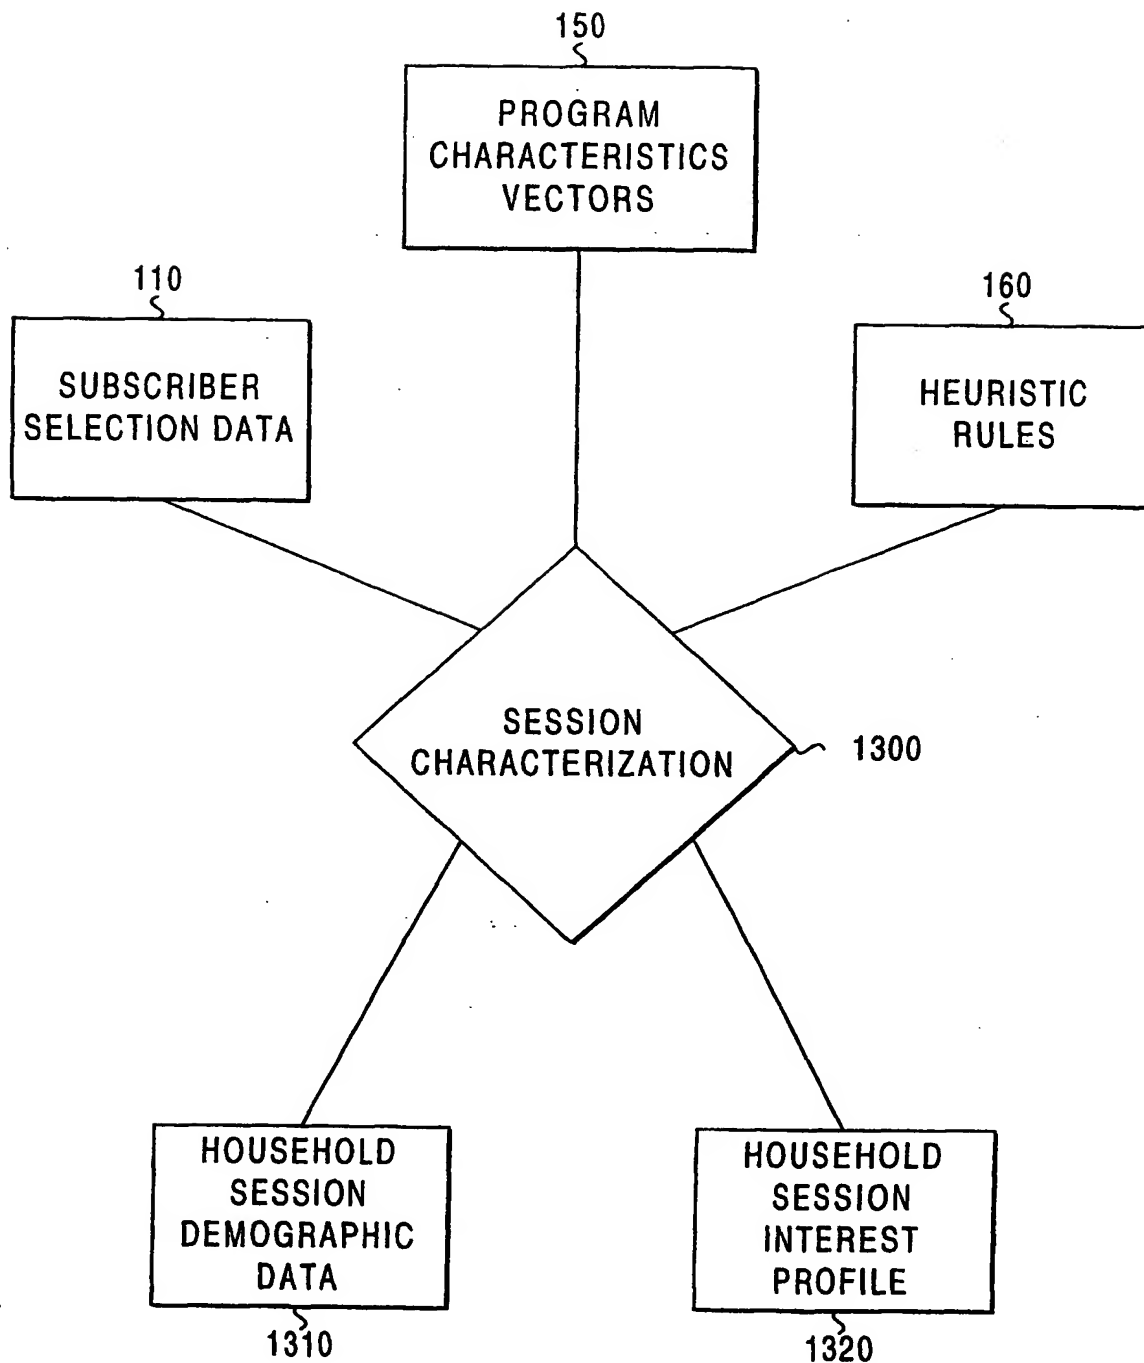 150
PROGRAM
CHARACTERISTICS
VECTORS
110
SUBSCRIBER
SELECTION DATA
160
HEURISTIC
RULES
SESSION
CHARACTERIZATION
1300
HOUSEHOLD
SESSION
DEMOGRAPHIC
DATA
1310
HOUSEHOLD
SESSION
INTEREST
PROFILE
1320